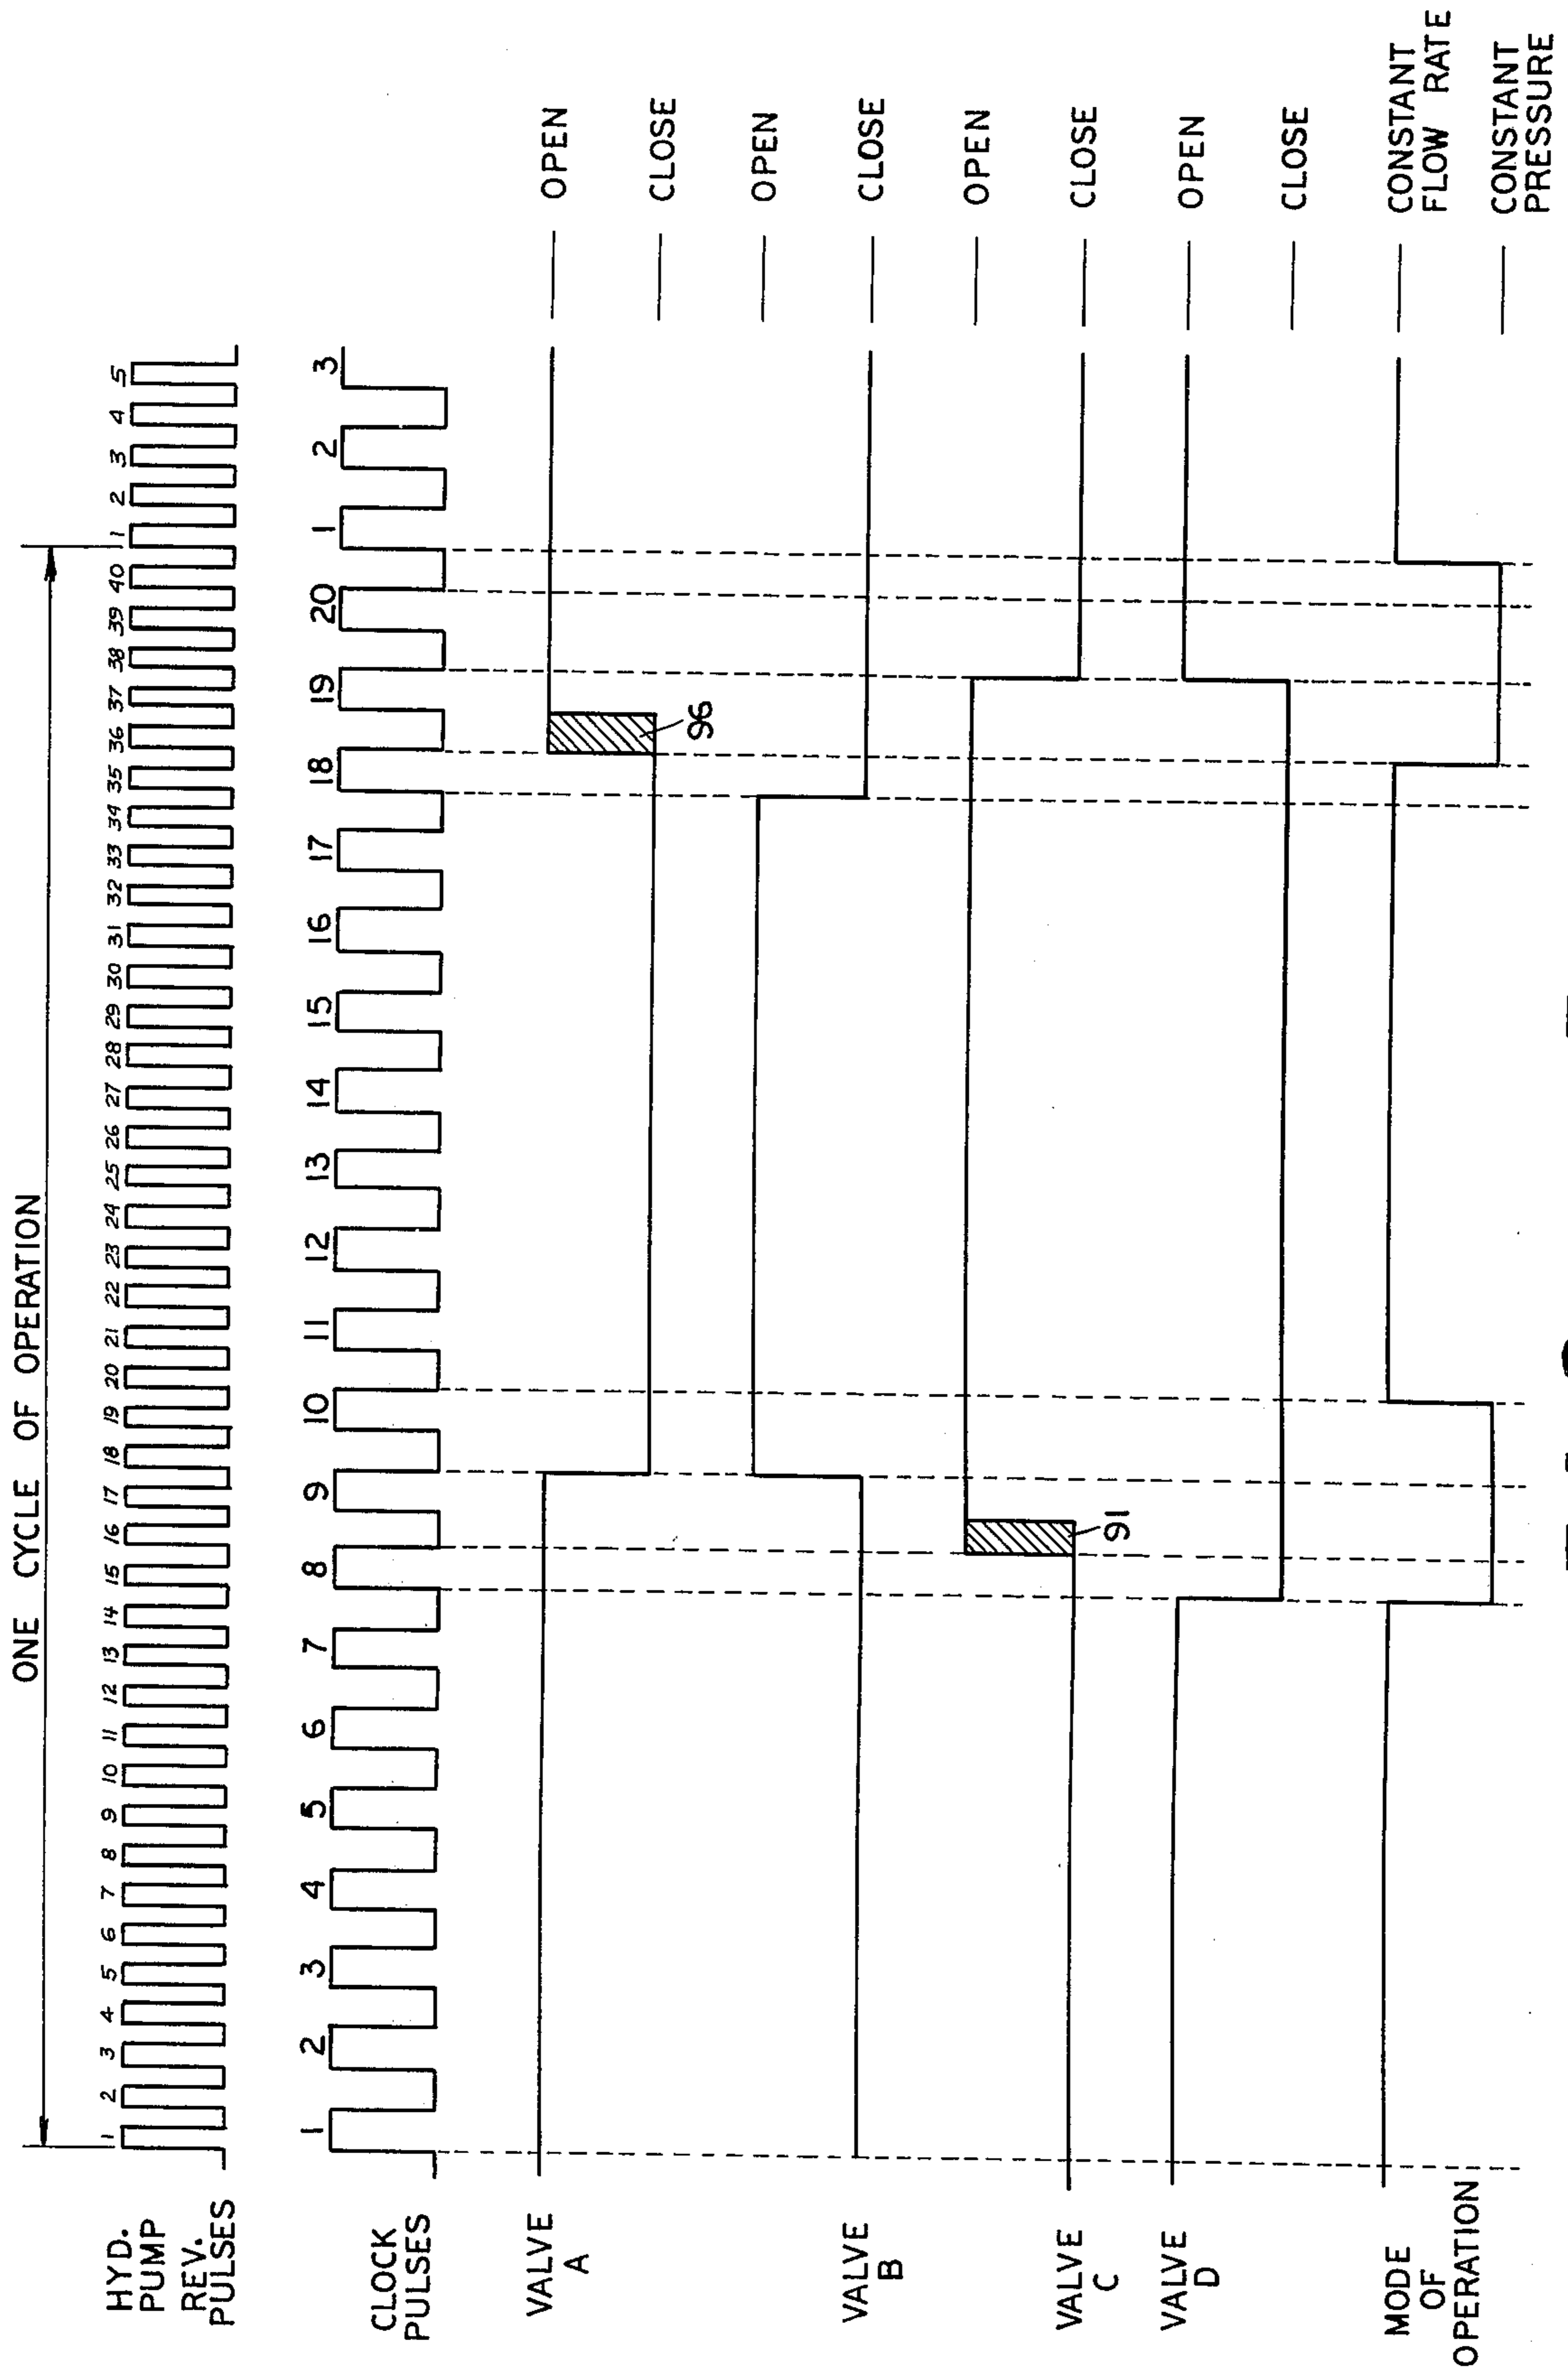 ONE CYCLE OF OPERATION
HYD.
PUMP
REV.
PULSES
1 2 3 4 5 6 7 8 9 10 11 12 13 14 15 16 17 18 19 20 21 22 23 24 25 26 27 28 29 30 31 32 33 34 35 36 37 38 39 40 1 2 3 4 5
CLOCK
PULSES
1 2 3 4 5 6 7 8 9 10 11 12 13 14 15 16 17 18 19 20 1 2 3
VALVE
A
96
OPEN
CLOSE
VALVE
B
OPEN
CLOSE
VALVE
C
91
OPEN
CLOSE
VALVE
D
OPEN
CLOSE
MODE
OF
OPERATION
CONSTANT
FLOW RATE
CONSTANT
PRESSURE